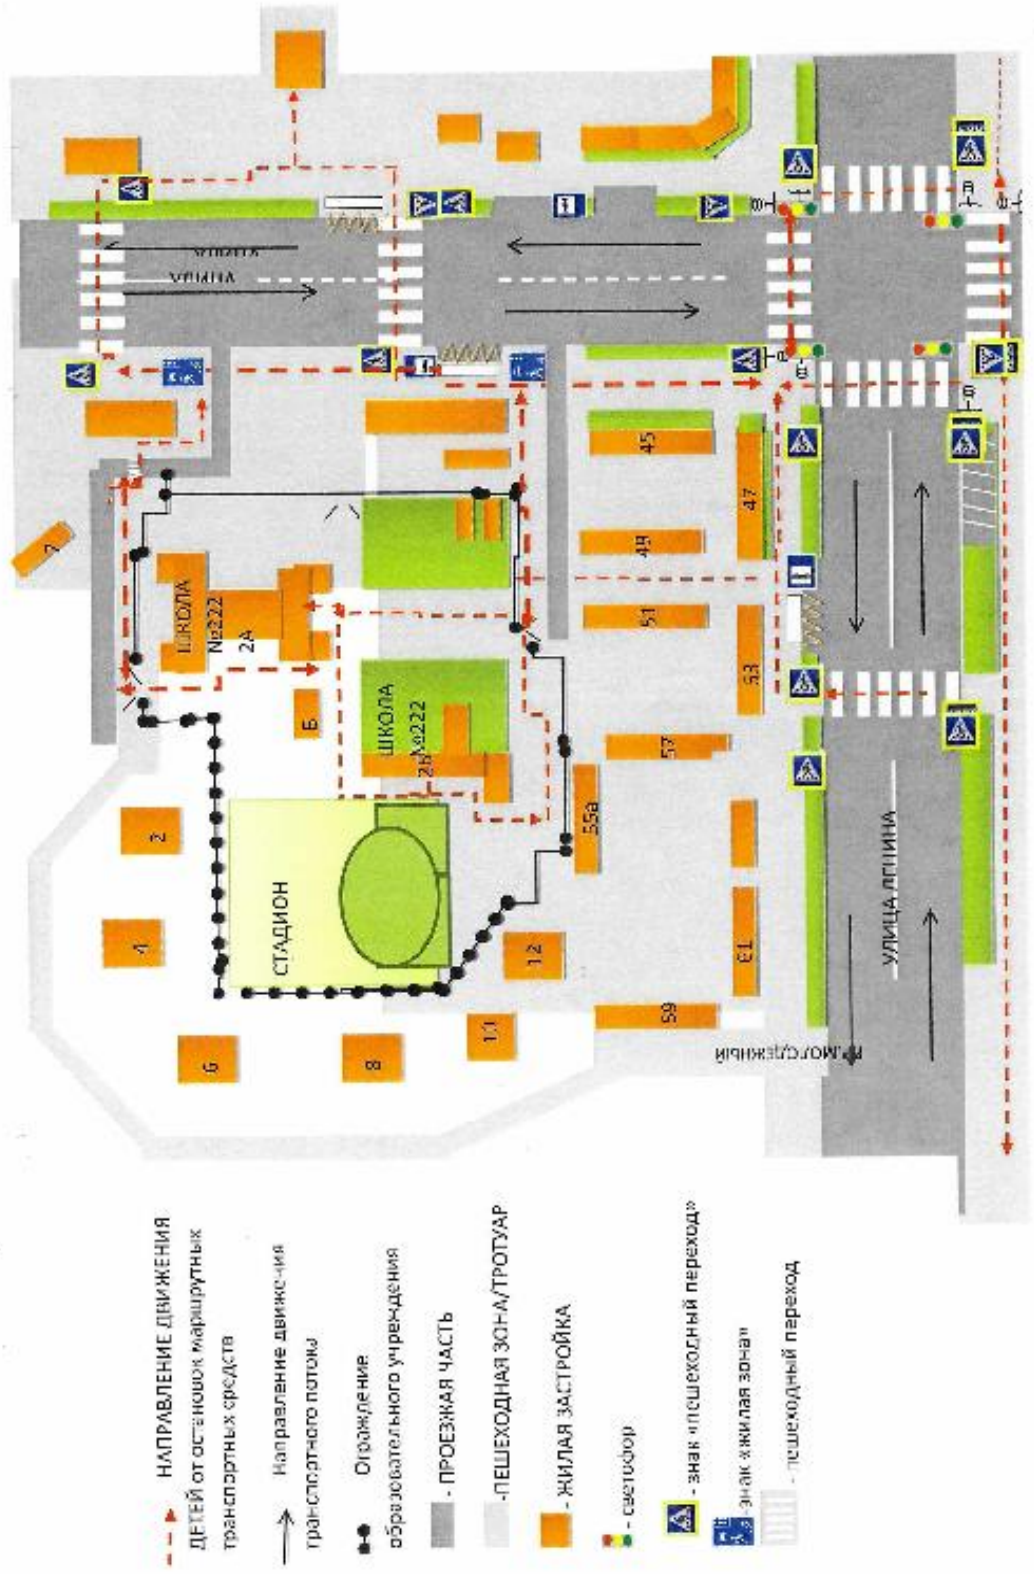 7
ШКОЛА
№222
2А
Б
ШКОЛА
№222
2Б
СТАДИОН
2
4
6
8
12
45
47
49
51
53
57
55а
61
59
УЛИЦА
УЛИЦА
УЛИЦА ЛЕНИНА
НАПРАВЛЕНИЕ ДВИЖЕНИЯ
ДЕТЕЙ от остановок маршрутных
транспортных средств
Направление движения
транспортного потока
Ограждение
образовательного учреждения
- ПРОЕЗЖАЯ ЧАСТЬ
-ПЕШЕХОДНАЯ ЗОНА/ТРОТУАР
- ЖИЛАЯ ЗАСТРОЙКА
- светофор
- знак «пешеходный переход»
-знак «жилая зона»
- пешеходный переход